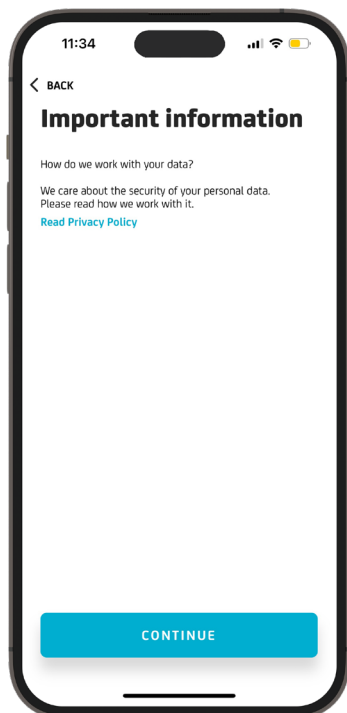 11:34
BACK
Important information
How do we work with your data?
We care about the security of your personal data.
Please read how we work with it.
Read Privacy Policy
CONTINUE